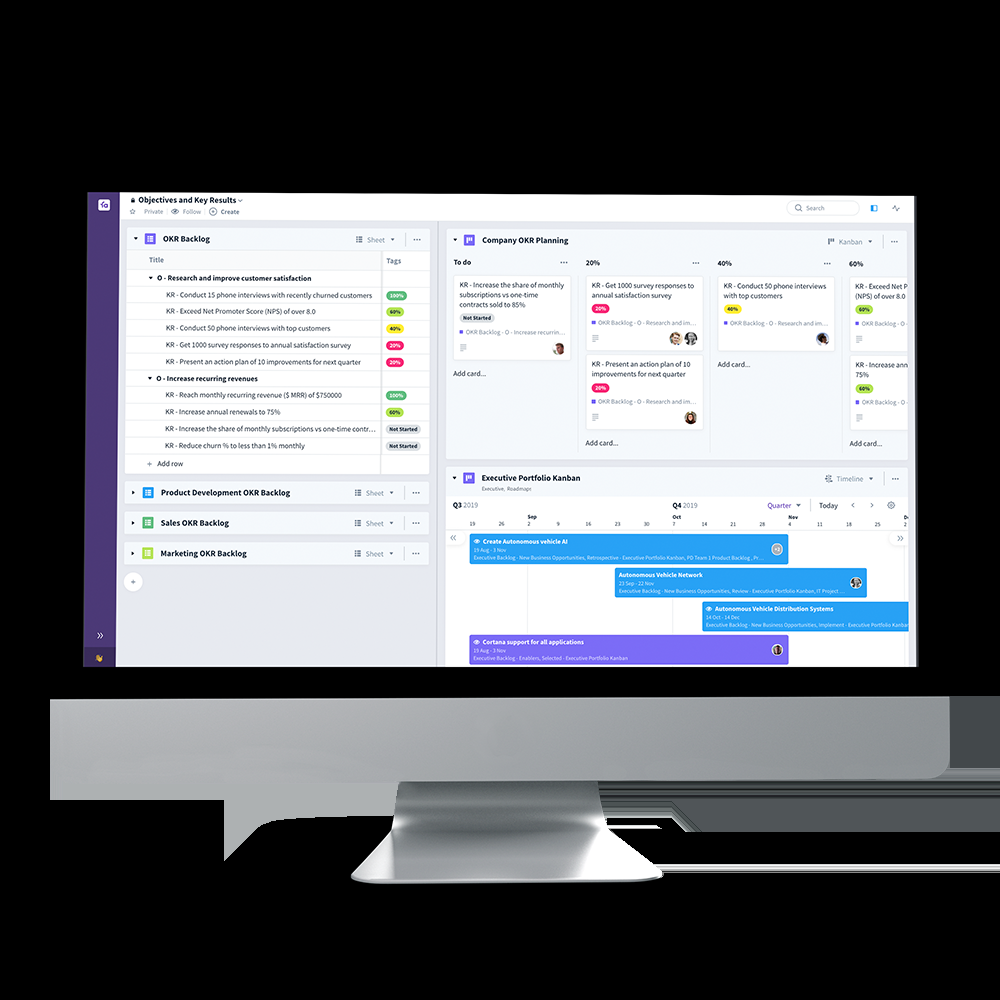 Objectives and Key Results
Private
Follow
Create
Search
OKR Backlog
Sheet
Title
Tags
O - Research and improve customer satisfaction
KR - Conduct 15 phone interviews with recently churned customers
100%
KR - Exceed Net Promoter Score (NPS) of over 8.0
60%
KR - Conduct 50 phone interviews with top customers
40%
KR - Get 1000 survey responses to annual satisfaction survey
20%
KR - Present an action plan of 10 improvements for next quarter
20%
O - Increase recurring revenues
KR - Reach monthly recurring revenue ($ MRR) of $750000
100%
KR - Increase annual renewals to 75%
60%
KR - Increase the share of monthly subscriptions vs one-time contr...
Not Started
KR - Reduce churn % to less than 1% monthly
Not Started
+ Add row
Product Development OKR Backlog
Sheet
Sales OKR Backlog
Sheet
Marketing OKR Backlog
Sheet
Company OKR Planning
Kanban
To do
KR - Increase the share of monthly
subscriptions vs one-time
contracts sold to 85%
Not Started
OKR Backlog - O - Increase recurrin...
Add card...
20%
KR - Get 1000 survey responses to
annual satisfaction survey
20%
OKR Backlog - O - Research and im...
KR - Present an action plan of 10
improvements for next quarter
20%
OKR Backlog - O - Research and im...
Add card...
40%
KR - Conduct 50 phone interviews
with top customers
40%
OKR Backlog - O - Research and im...
Add card...
60%
KR - Exceed Net P
(NPS) of over 8.0
60%
OKR Backlog - O
KR - Increase ann
75%
60%
OKR Backlog - O
Add card...
Executive Portfolio Kanban
Executive, Roadmaps
Timeline
Q3 2019
Q4 2019
Quarter
Today
Sep
Oct
Nov
19 26 2 9 16 23 30 7 14 21 28 4 11 18 25 2
Create Autonomous vehicle AI
19 Aug - 3 Nov
Executive Backlog - New Business Opportunities, Retrospective - Executive Portfolio Kanban, PD Team 1 Product Backlog , Pr...
+3
Autonomous Vehicle Network
23 Sep - 22 Nov
Executive Backlog - New Business Opportunities, Review - Executive Portfolio Kanban, IT Project ...
Autonomous Vehicle Distribution Systems
14 Oct - 14 Dec
Executive Backlog - New Business Opportunities, Implement - Executive Portfolio Kanban
Cortana support for all applications
15 Aug - 3 Nov
Executive Backlog - Enablers, Selected - Executive Portfolio Kanban